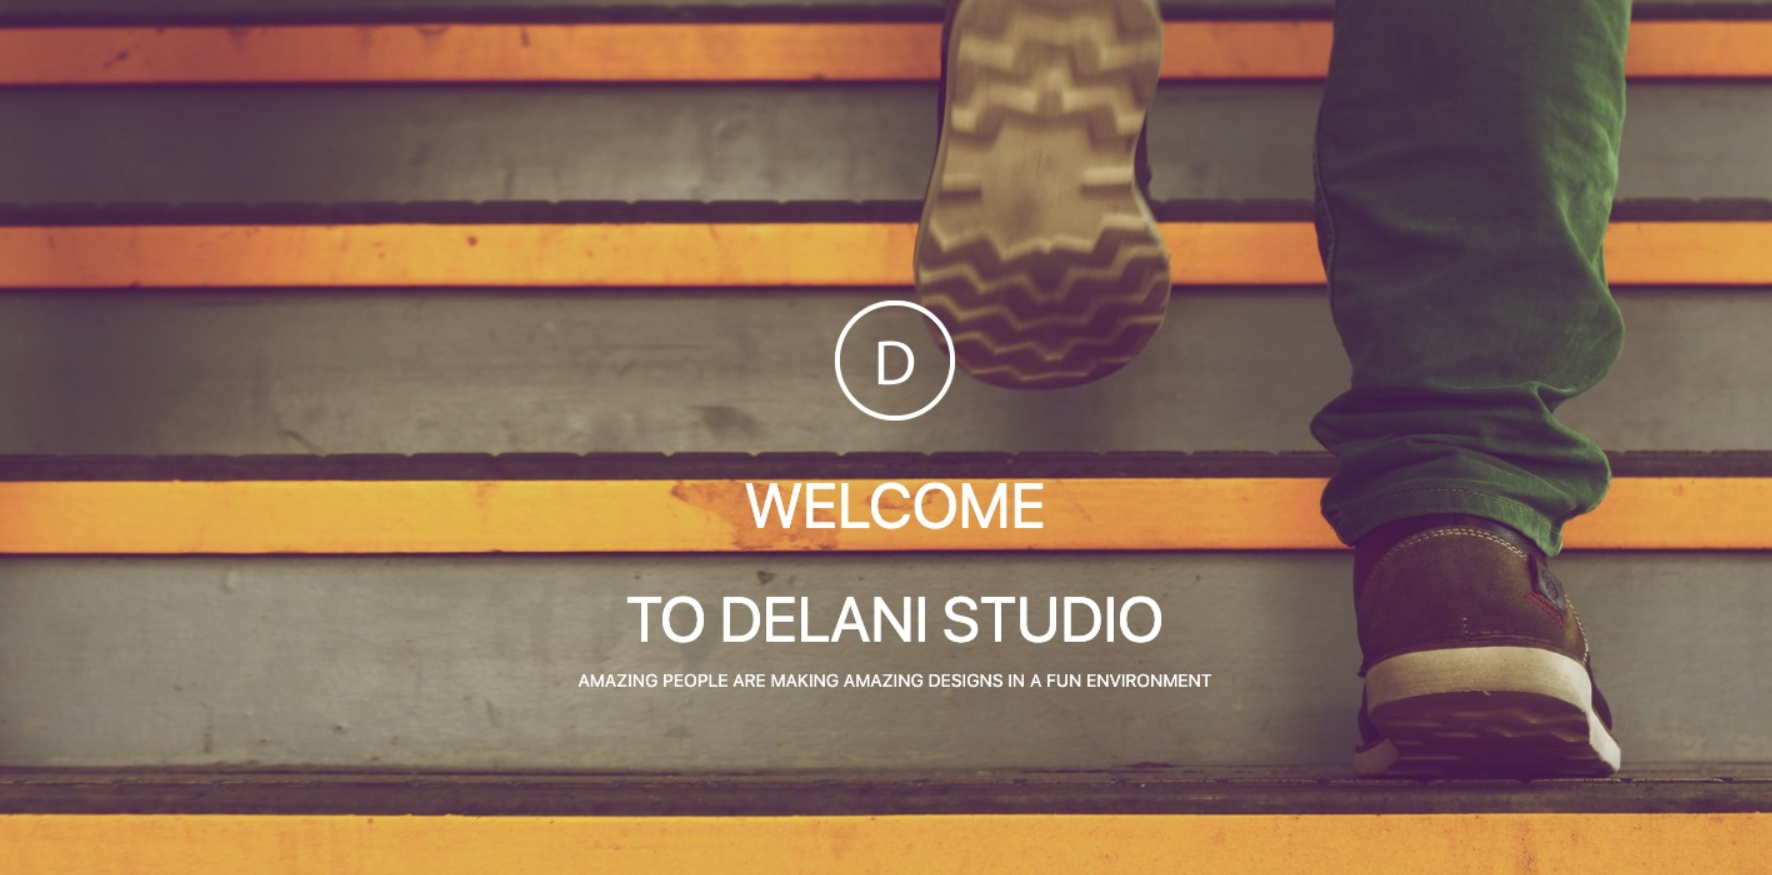 D
WELCOME
TO DELANI STUDIO
AMAZING PEOPLE ARE MAKING AMAZING DESIGNS IN A FUN ENVIRONMENT